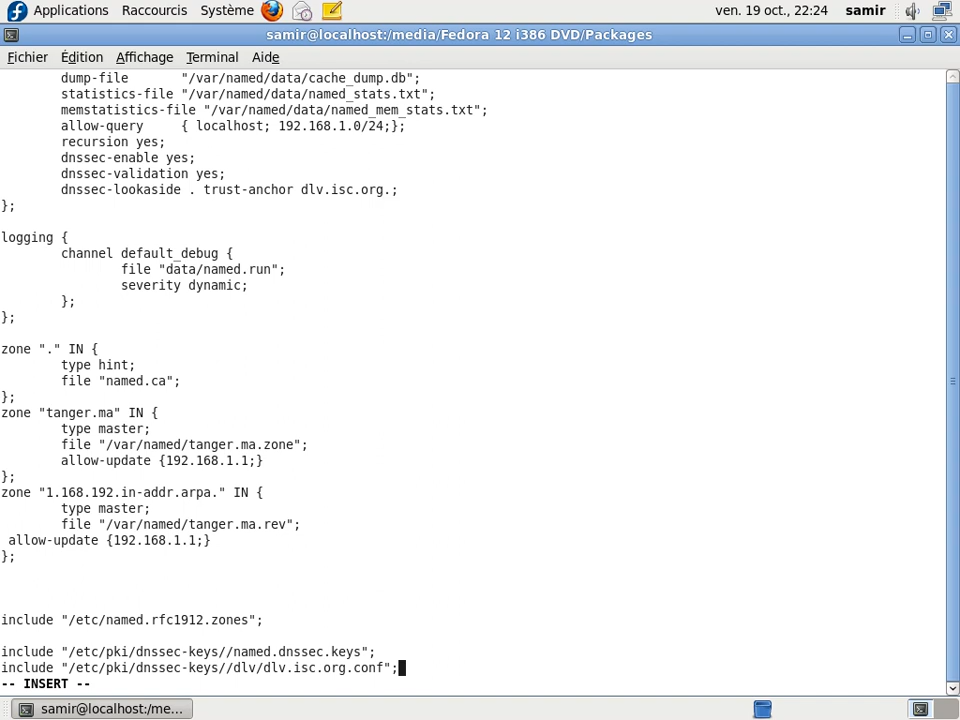 Applications Raccourcis Système ven. 19 oct., 22:24 samir
samir@localhost:/media/Fedora 12 i386 DVD/Packages
Fichier Édition Affichage Terminal Aide
        dump-file       "/var/named/data/cache_dump.db";
        statistics-file "/var/named/data/named_stats.txt";
        memstatistics-file "/var/named/data/named_mem_stats.txt";
        allow-query     { localhost; 192.168.1.0/24;};
        recursion yes;
        dnssec-enable yes;
        dnssec-validation yes;
        dnssec-lookaside . trust-anchor dlv.isc.org.;
};
logging {
        channel default_debug {
                file "data/named.run";
                severity dynamic;
        };
};
zone "." IN {
        type hint;
        file "named.ca";
};
zone "tanger.ma" IN {
        type master;
        file "/var/named/tanger.ma.zone";
        allow-update {192.168.1.1;}
};
zone "1.168.192.in-addr.arpa." IN {
        type master;
        file "/var/named/tanger.ma.rev";
 allow-update {192.168.1.1;}
};
include "/etc/named.rfc1912.zones";
include "/etc/pki/dnssec-keys//named.dnssec.keys";
include "/etc/pki/dnssec-keys//dlv/dlv.isc.org.conf";
-- INSERT --
samir@localhost:/me...